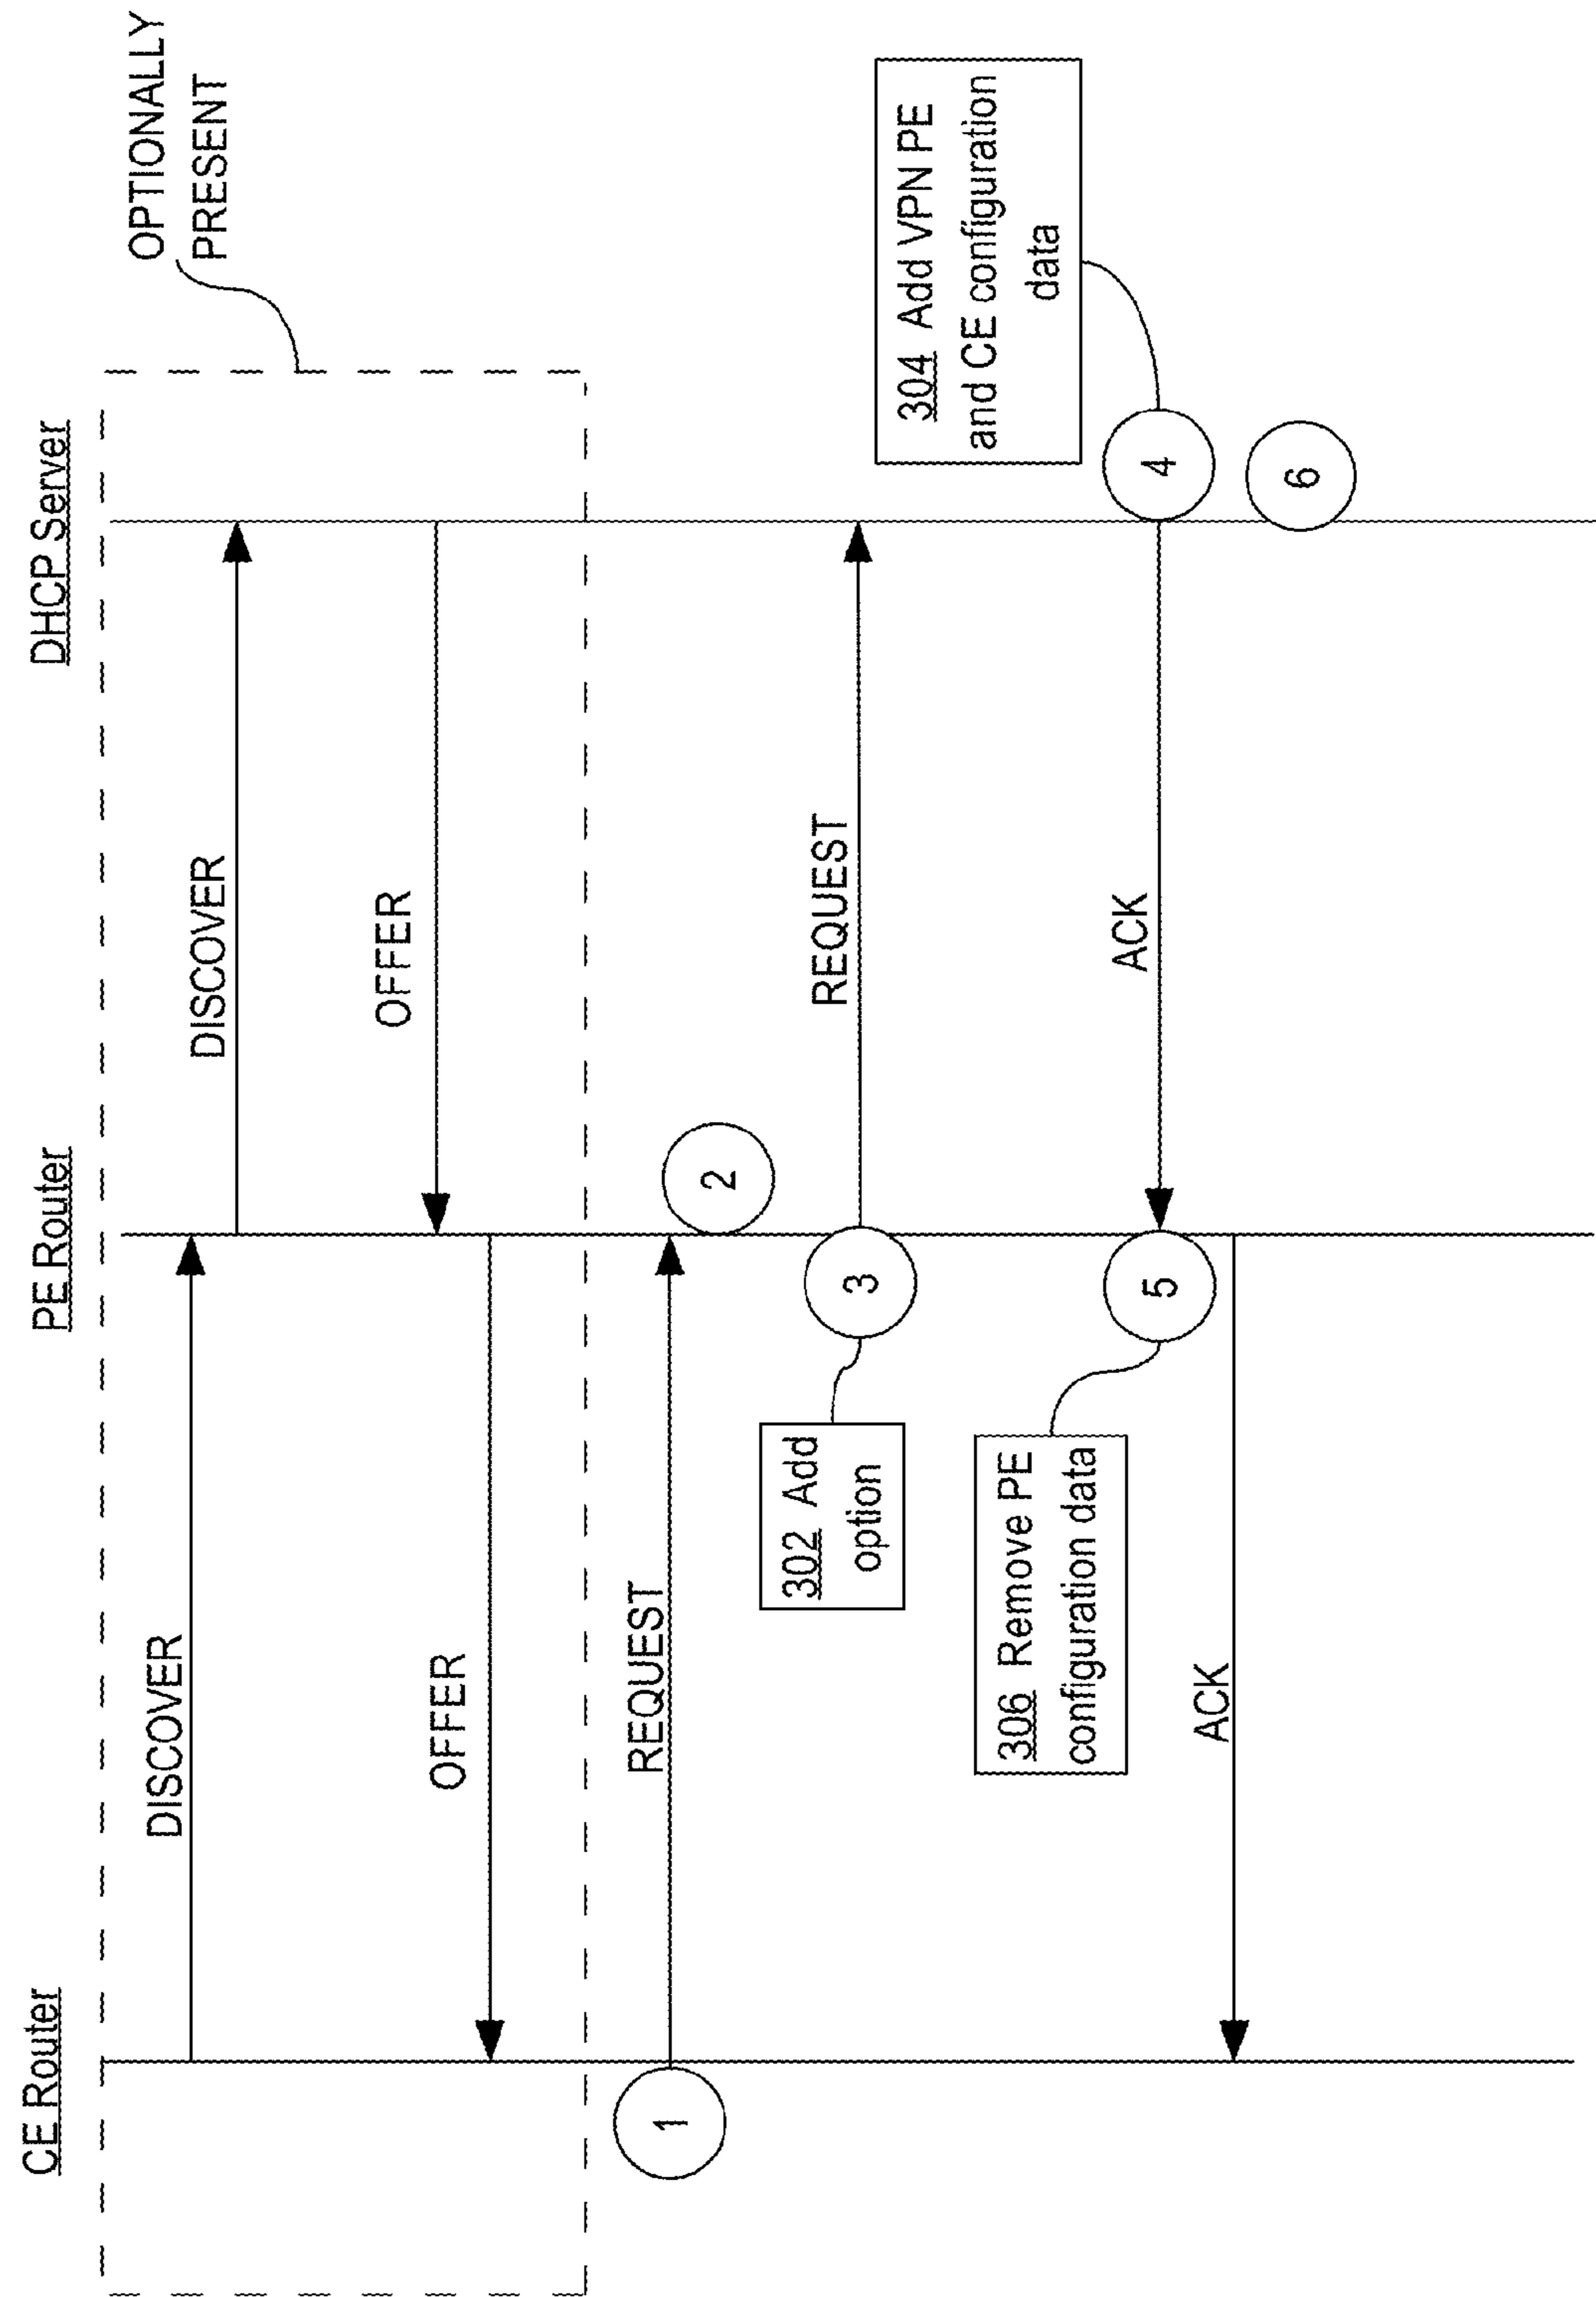 CE Router
PE Router
DHCP Server
OPTIONALLY
PRESENT
DISCOVER
DISCOVER
OFFER
OFFER
1
REQUEST
2
3
302 Add
option
REQUEST
304 Add VPN PE
and CE configuration
data
4
ACK
5
306 Remove PE
configuration data
ACK
6